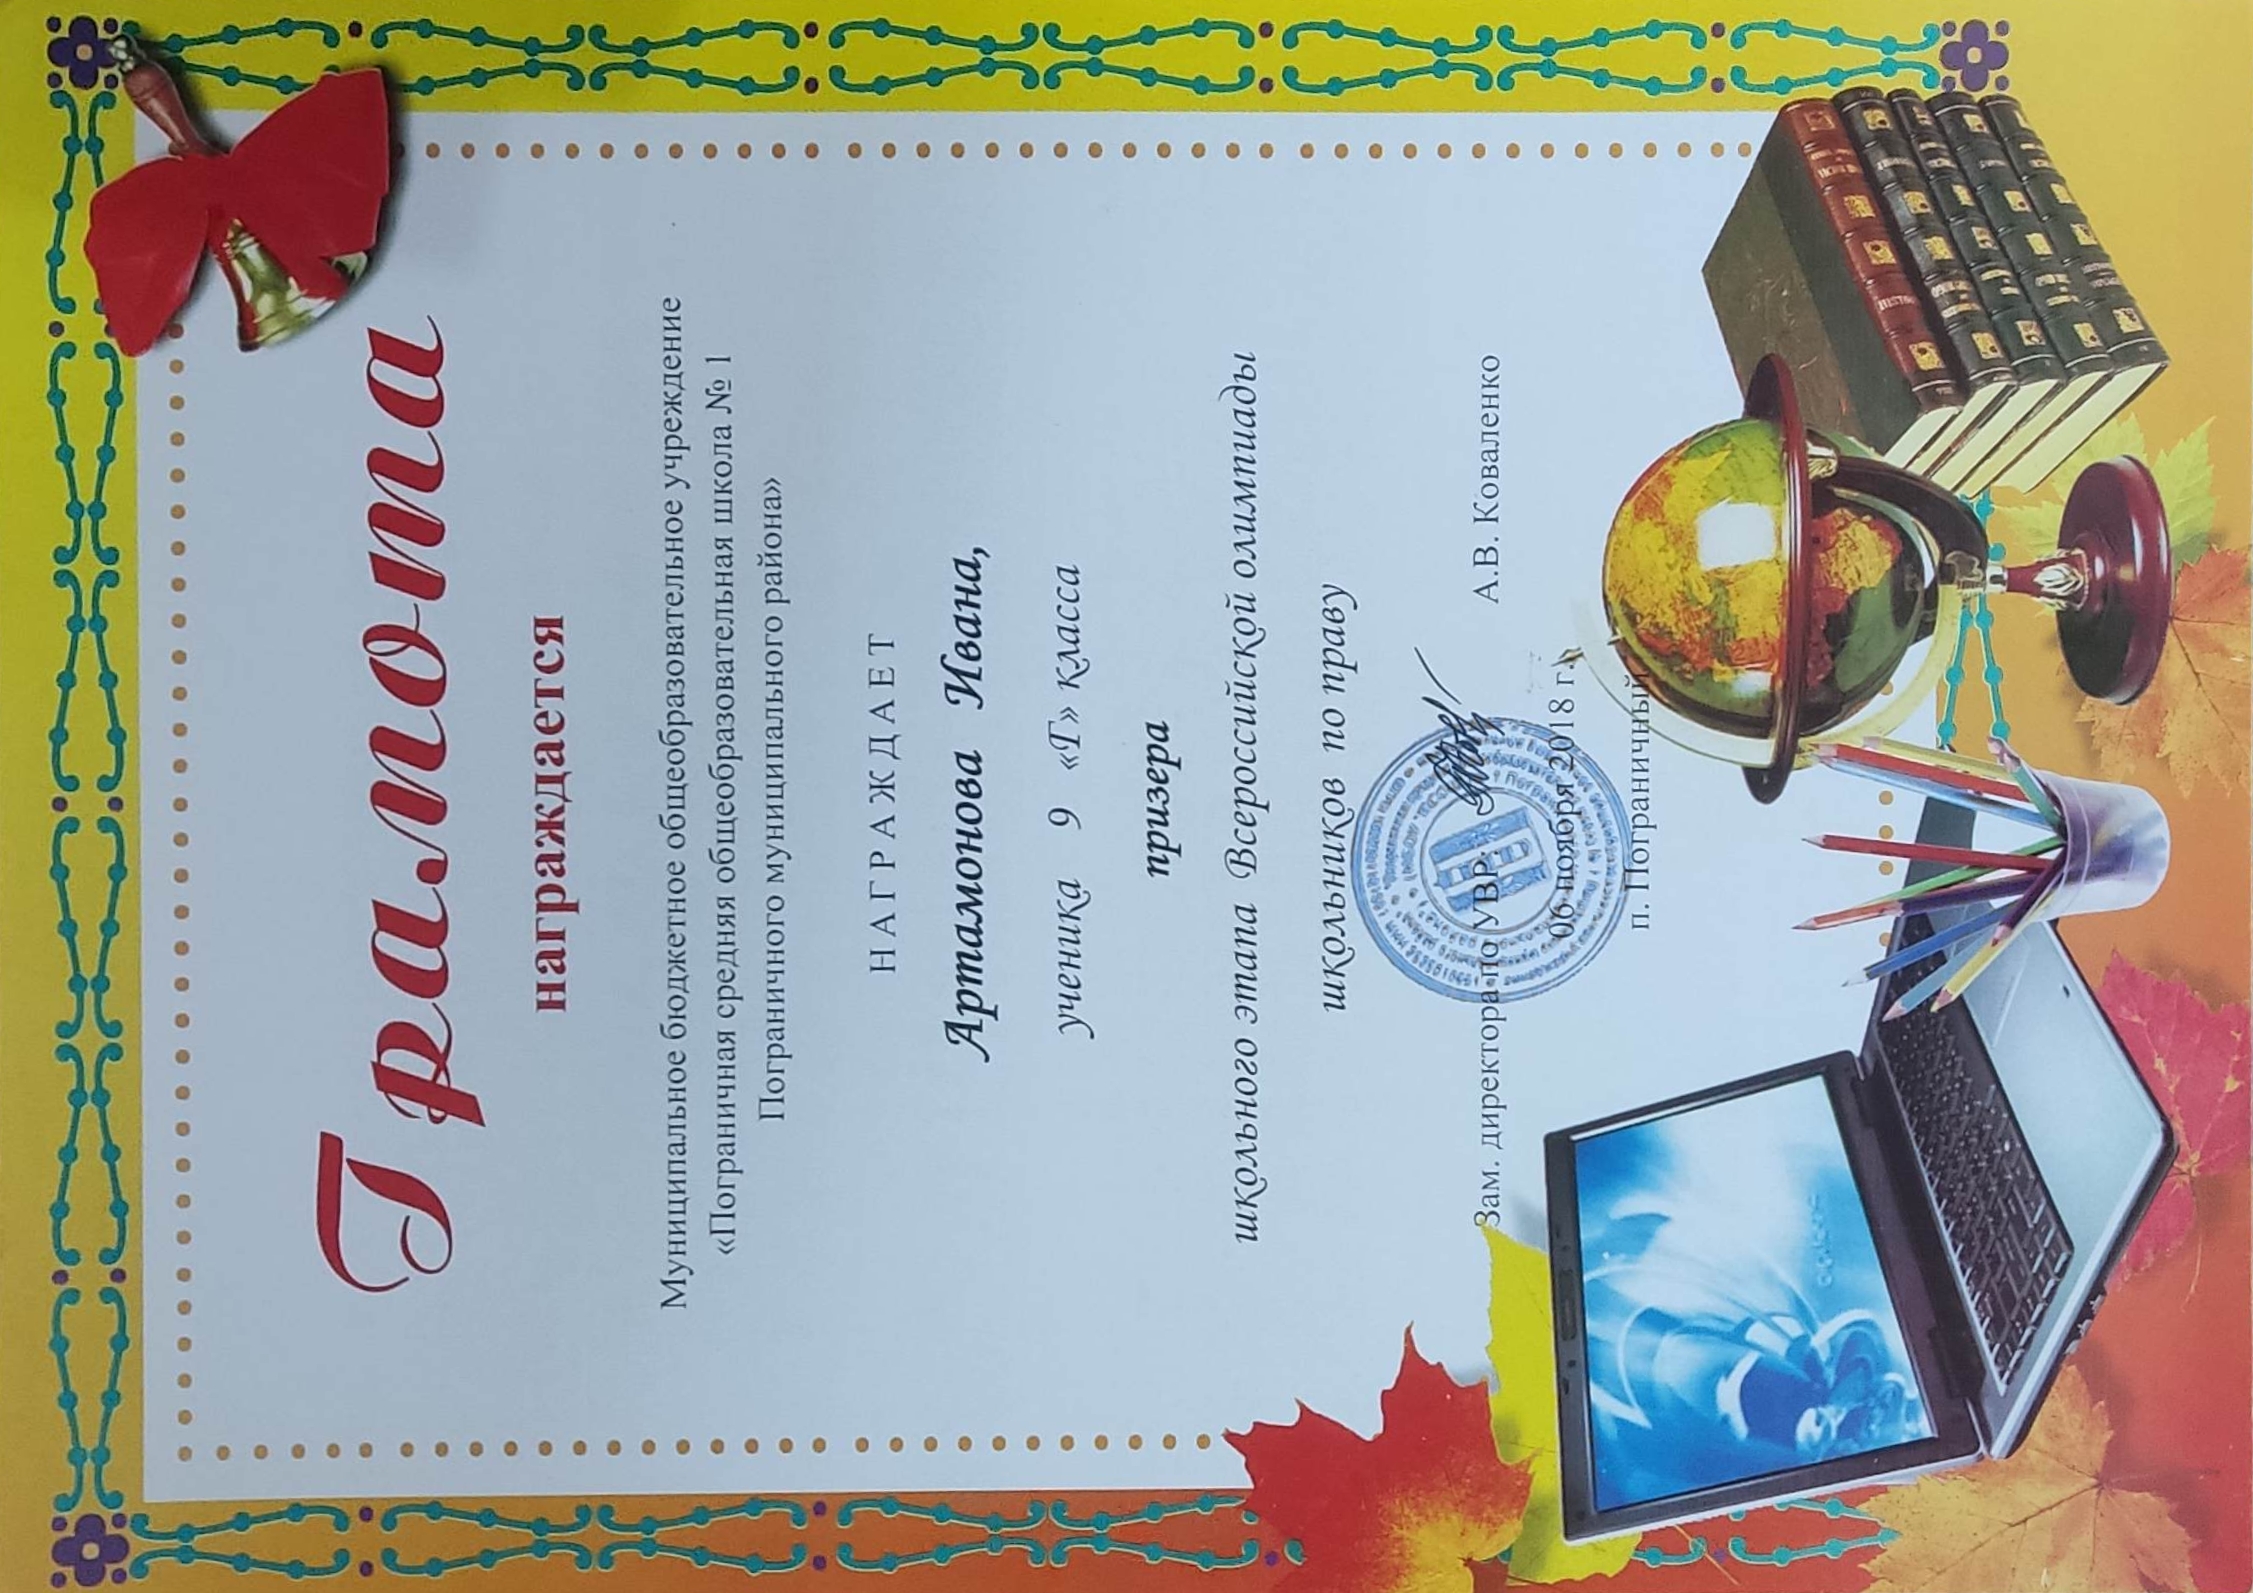 Грамота
награждается
Муниципальное бюджетное общеобразовательное учреждение
«Пограничная средняя общеобразовательная школа № 1
Пограничного муниципального района»
НАГРАЖДАЕТ
Артамонова Ивана,
ученика 9 «Г» класса
призера
школьного этапа Всероссийской олимпиады
школьников по праву
Зам. директора по УВР А.В. Коваленко
06 ноября 2018 г.
п. Пограничный